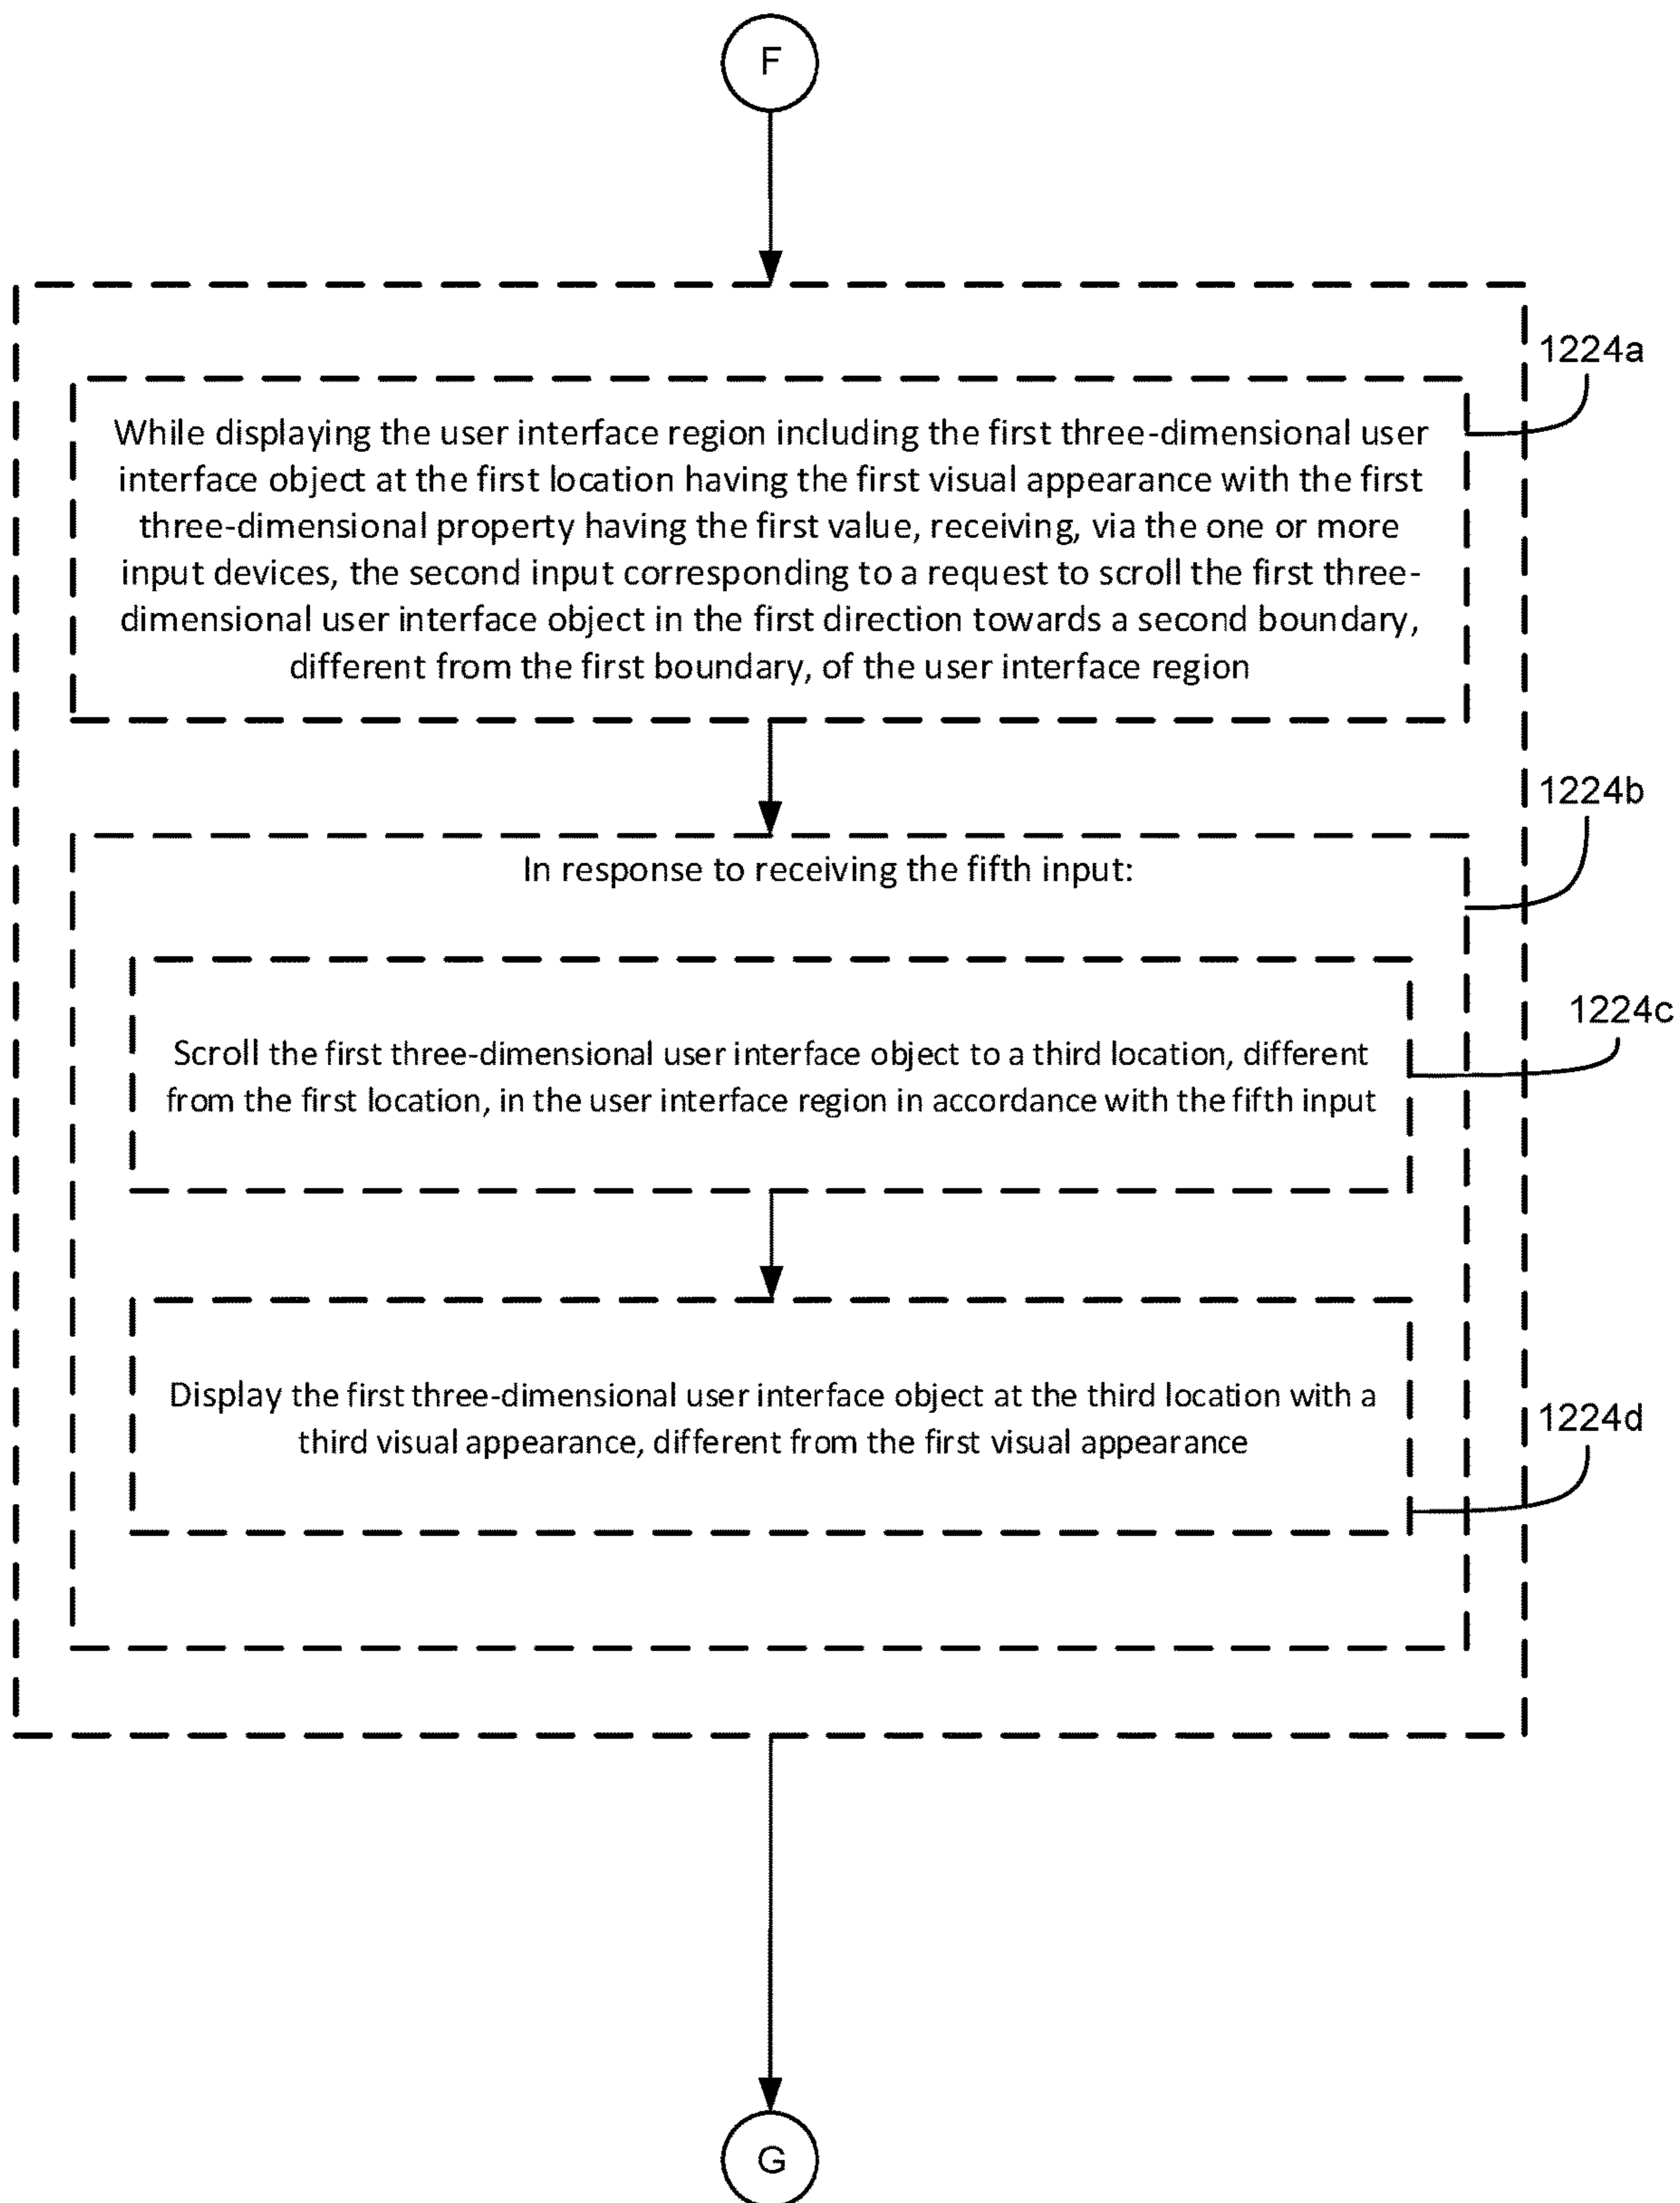 F
1224a
While displaying the user interface region including the first three-dimensional user
interface object at the first location having the first visual appearance with the first
three-dimensional property having the first value, receiving, via the one or more
input devices, the second input corresponding to a request to scroll the first three-
dimensional user interface object in the first direction towards a second boundary,
different from the first boundary, of the user interface region
1224b
In response to receiving the fifth input:
1224c
Scroll the first three-dimensional user interface object to a third location, different
from the first location, in the user interface region in accordance with the fifth input
Display the first three-dimensional user interface object at the third location with a
1224d
third visual appearance, different from the first visual appearance
G